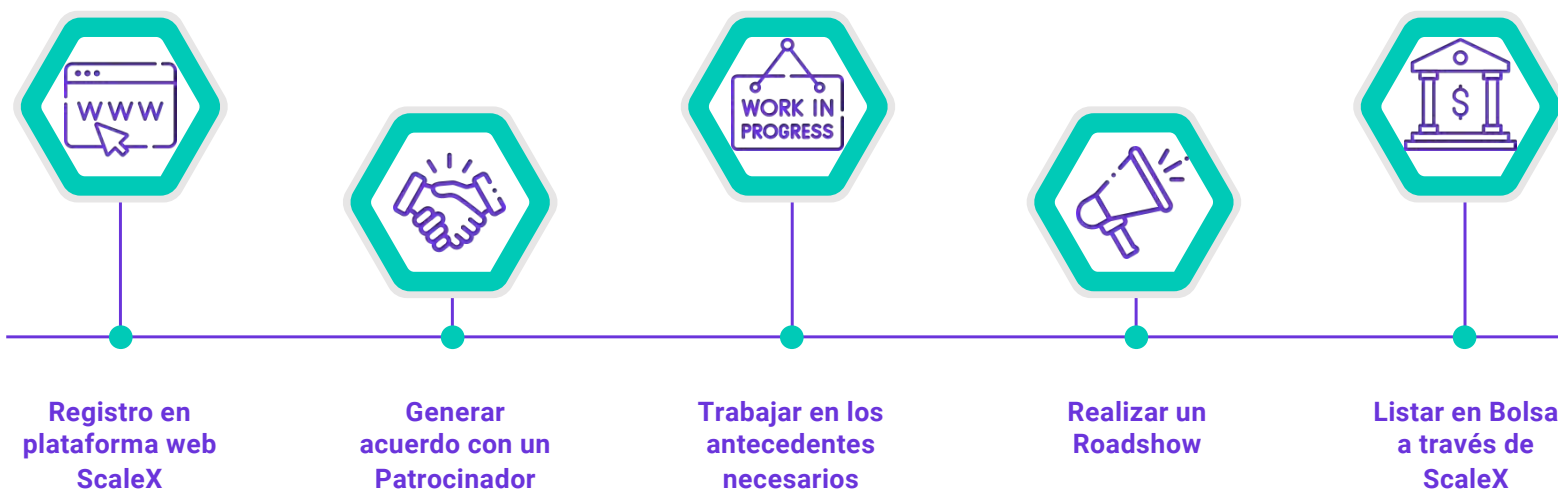 WWW
WORK IN
PROGRESS
$
Registro en
plataforma web
ScaleX
Generar
acuerdo con un
Patrocinador
Trabajar en los
antecedentes
necesarios
Realizar un
Roadshow
Listar en Bolsa
a través de
ScaleX